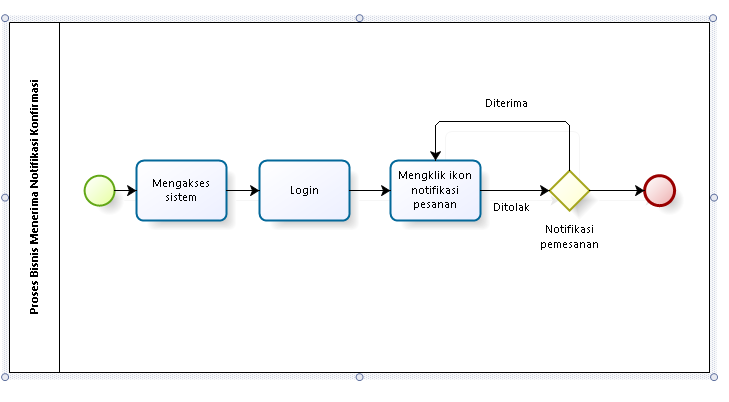 Proses Bisnis Menerima Notifikasi Konfirmasi
Diterima
Mengakses
sistem
Login
Mengklik ikon
notifikasi
pesanan
Ditolak
Notifikasi
pemesanan